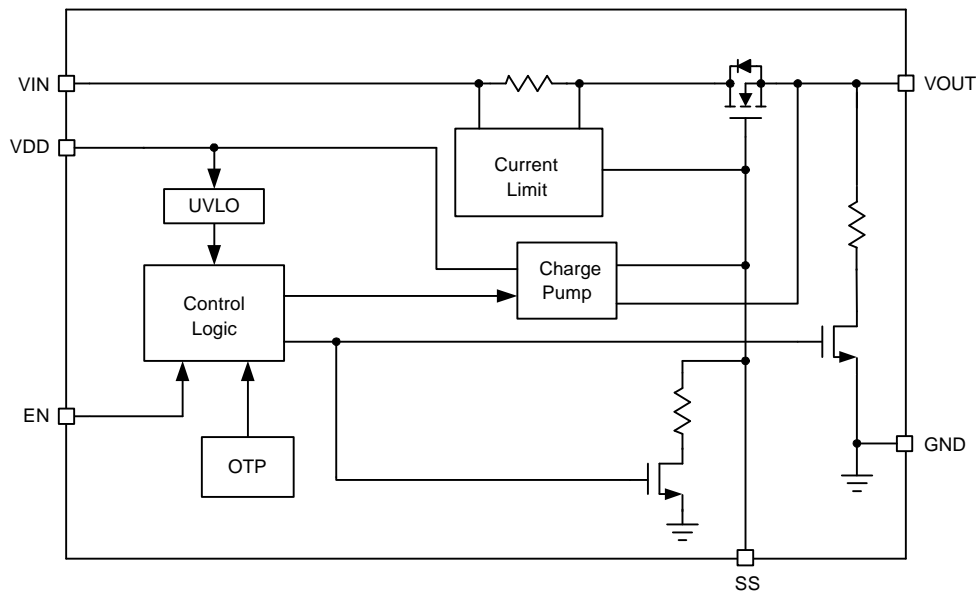 VIN
VOUT
VDD
Current
Limit
UVLO
Charge
Pump
Control
Logic
EN
OTP
GND
SS